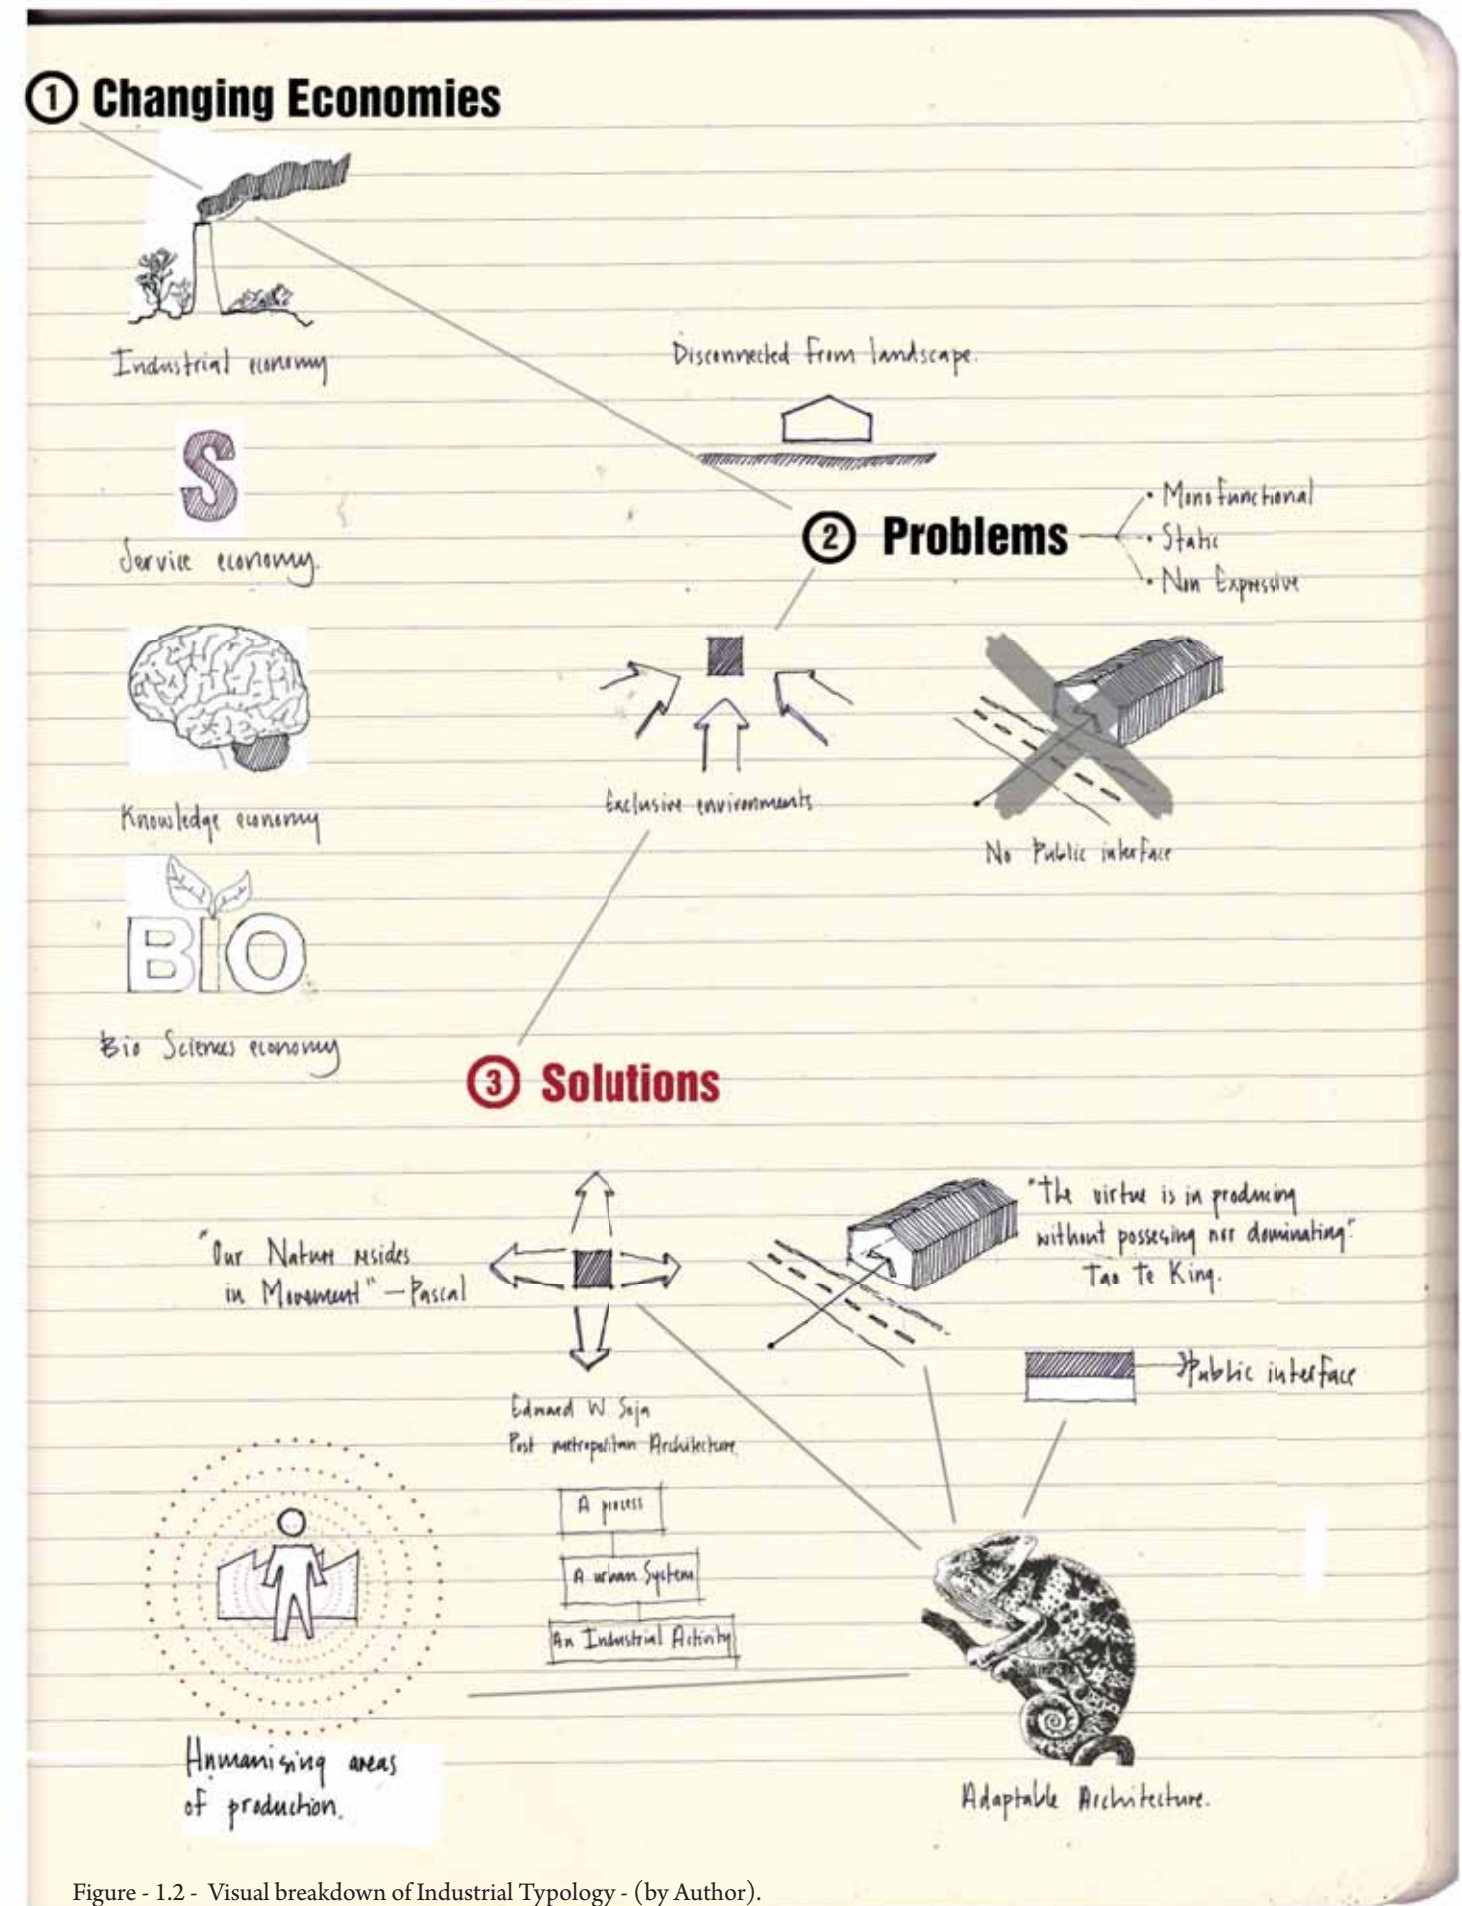 1 Changing Economies
Industrial economy
S
Service economy.
Knowledge economy
BIO
Bio Sciences economy
Disconnected from landscape.
2 Problems
• Monofunctional
• Static
• Non Expressive
Exclusive environments
No Public interface
3 Solutions
"Our Nature resides
in Movement" - Pascal
"The virtue is in producing
without possesing nor dominating".
Tao Te King.
Public interface
Edward W Soja
Post metropolitan Architecture.
A process
A urban System
An Industrial Activity
Humanising areas
of production.
Adaptable Architecture.
Figure - 1.2 - Visual breakdown of Industrial Typology - (by Author).